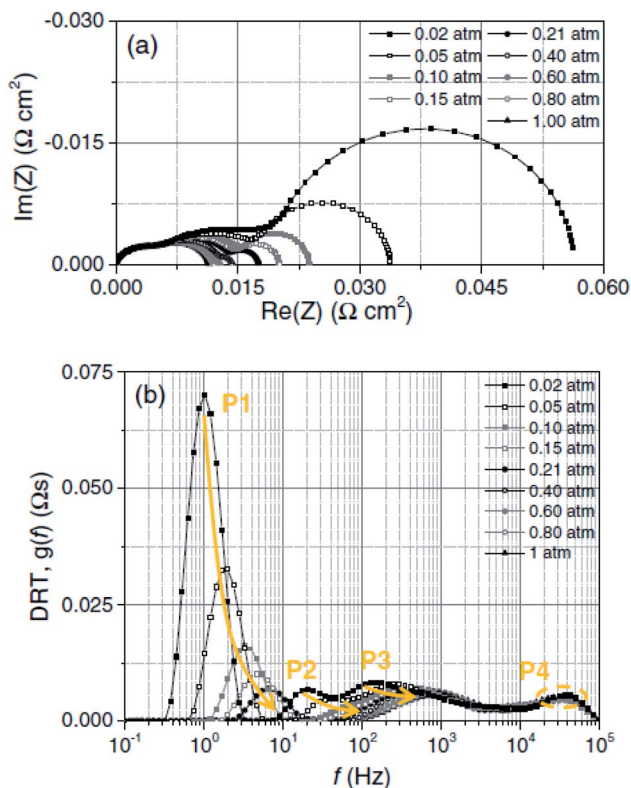 (a)
-0.030
-0.015
0.000
Im(Z) (Ω cm²)
0.02 atm
0.05 atm
0.10 atm
0.15 atm
0.21 atm
0.40 atm
0.60 atm
0.80 atm
1.00 atm
0.000 0.015 0.030 0.045 0.060
Re(Z) (Ω cm²)
(b)
0.075
0.050
0.025
0.000
DRT, g(f) (Ωs)
P1
P2
P3
P4
0.02 atm
0.05 atm
0.10 atm
0.15 atm
0.21 atm
0.40 atm
0.60 atm
0.80 atm
1 atm
10⁻¹ 10⁰ 10¹ 10² 10³ 10⁴ 10⁵
f (Hz)